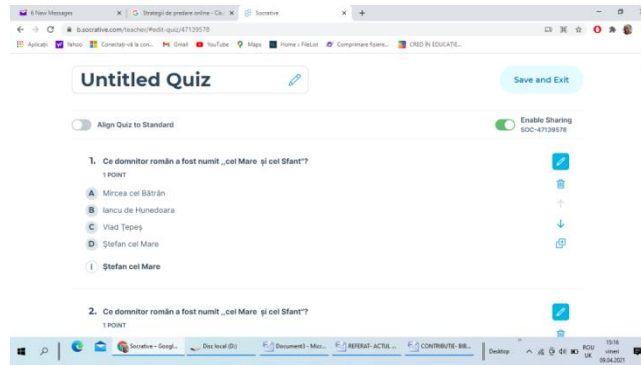 6 New Messages
Strategii de predare online - Câ...
Socrative
b.socrative.com/teacher/#edit-quiz/47139578
Aplicații Yahoo Conectați-vă la con... Gmail YouTube Maps Home : FileList Comprimare fișiere... CRED ÎN EDUCAȚIE...
Untitled Quiz
Save and Exit
Align Quiz to Standard
Enable Sharing
SOC-47139578
1. Ce domnitor român a fost numit ,,cel Mare și cel Sfant"?
1 POINT
A Mircea cel Bătrân
B Iancu de Hunedoara
C Vlad Țepeș
D Ștefan cel Mare
I Ștefan cel Mare
2. Ce domnitor român a fost numit ,,cel Mare și cel Sfant"?
1 POINT
Socrative – Googl... Disc local (D:) Document3 - Micr... REFERAT- ACTUL ... CONTRIBUTIE- BIB... Desktop
ROU
UK
15:16
vineri
09.04.2021